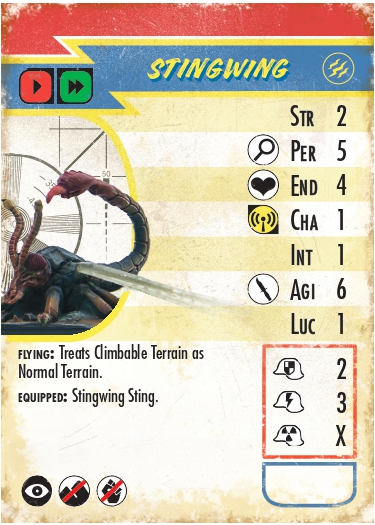 STINGWING
STR 2
PER 5
END 4
CHA 1
INT 1
AGI 6
LUC 1
50
2
3
X
FLYING: Treats Climbable Terrain as
Normal Terrain.
EQUIPPED: Stingwing Sting.